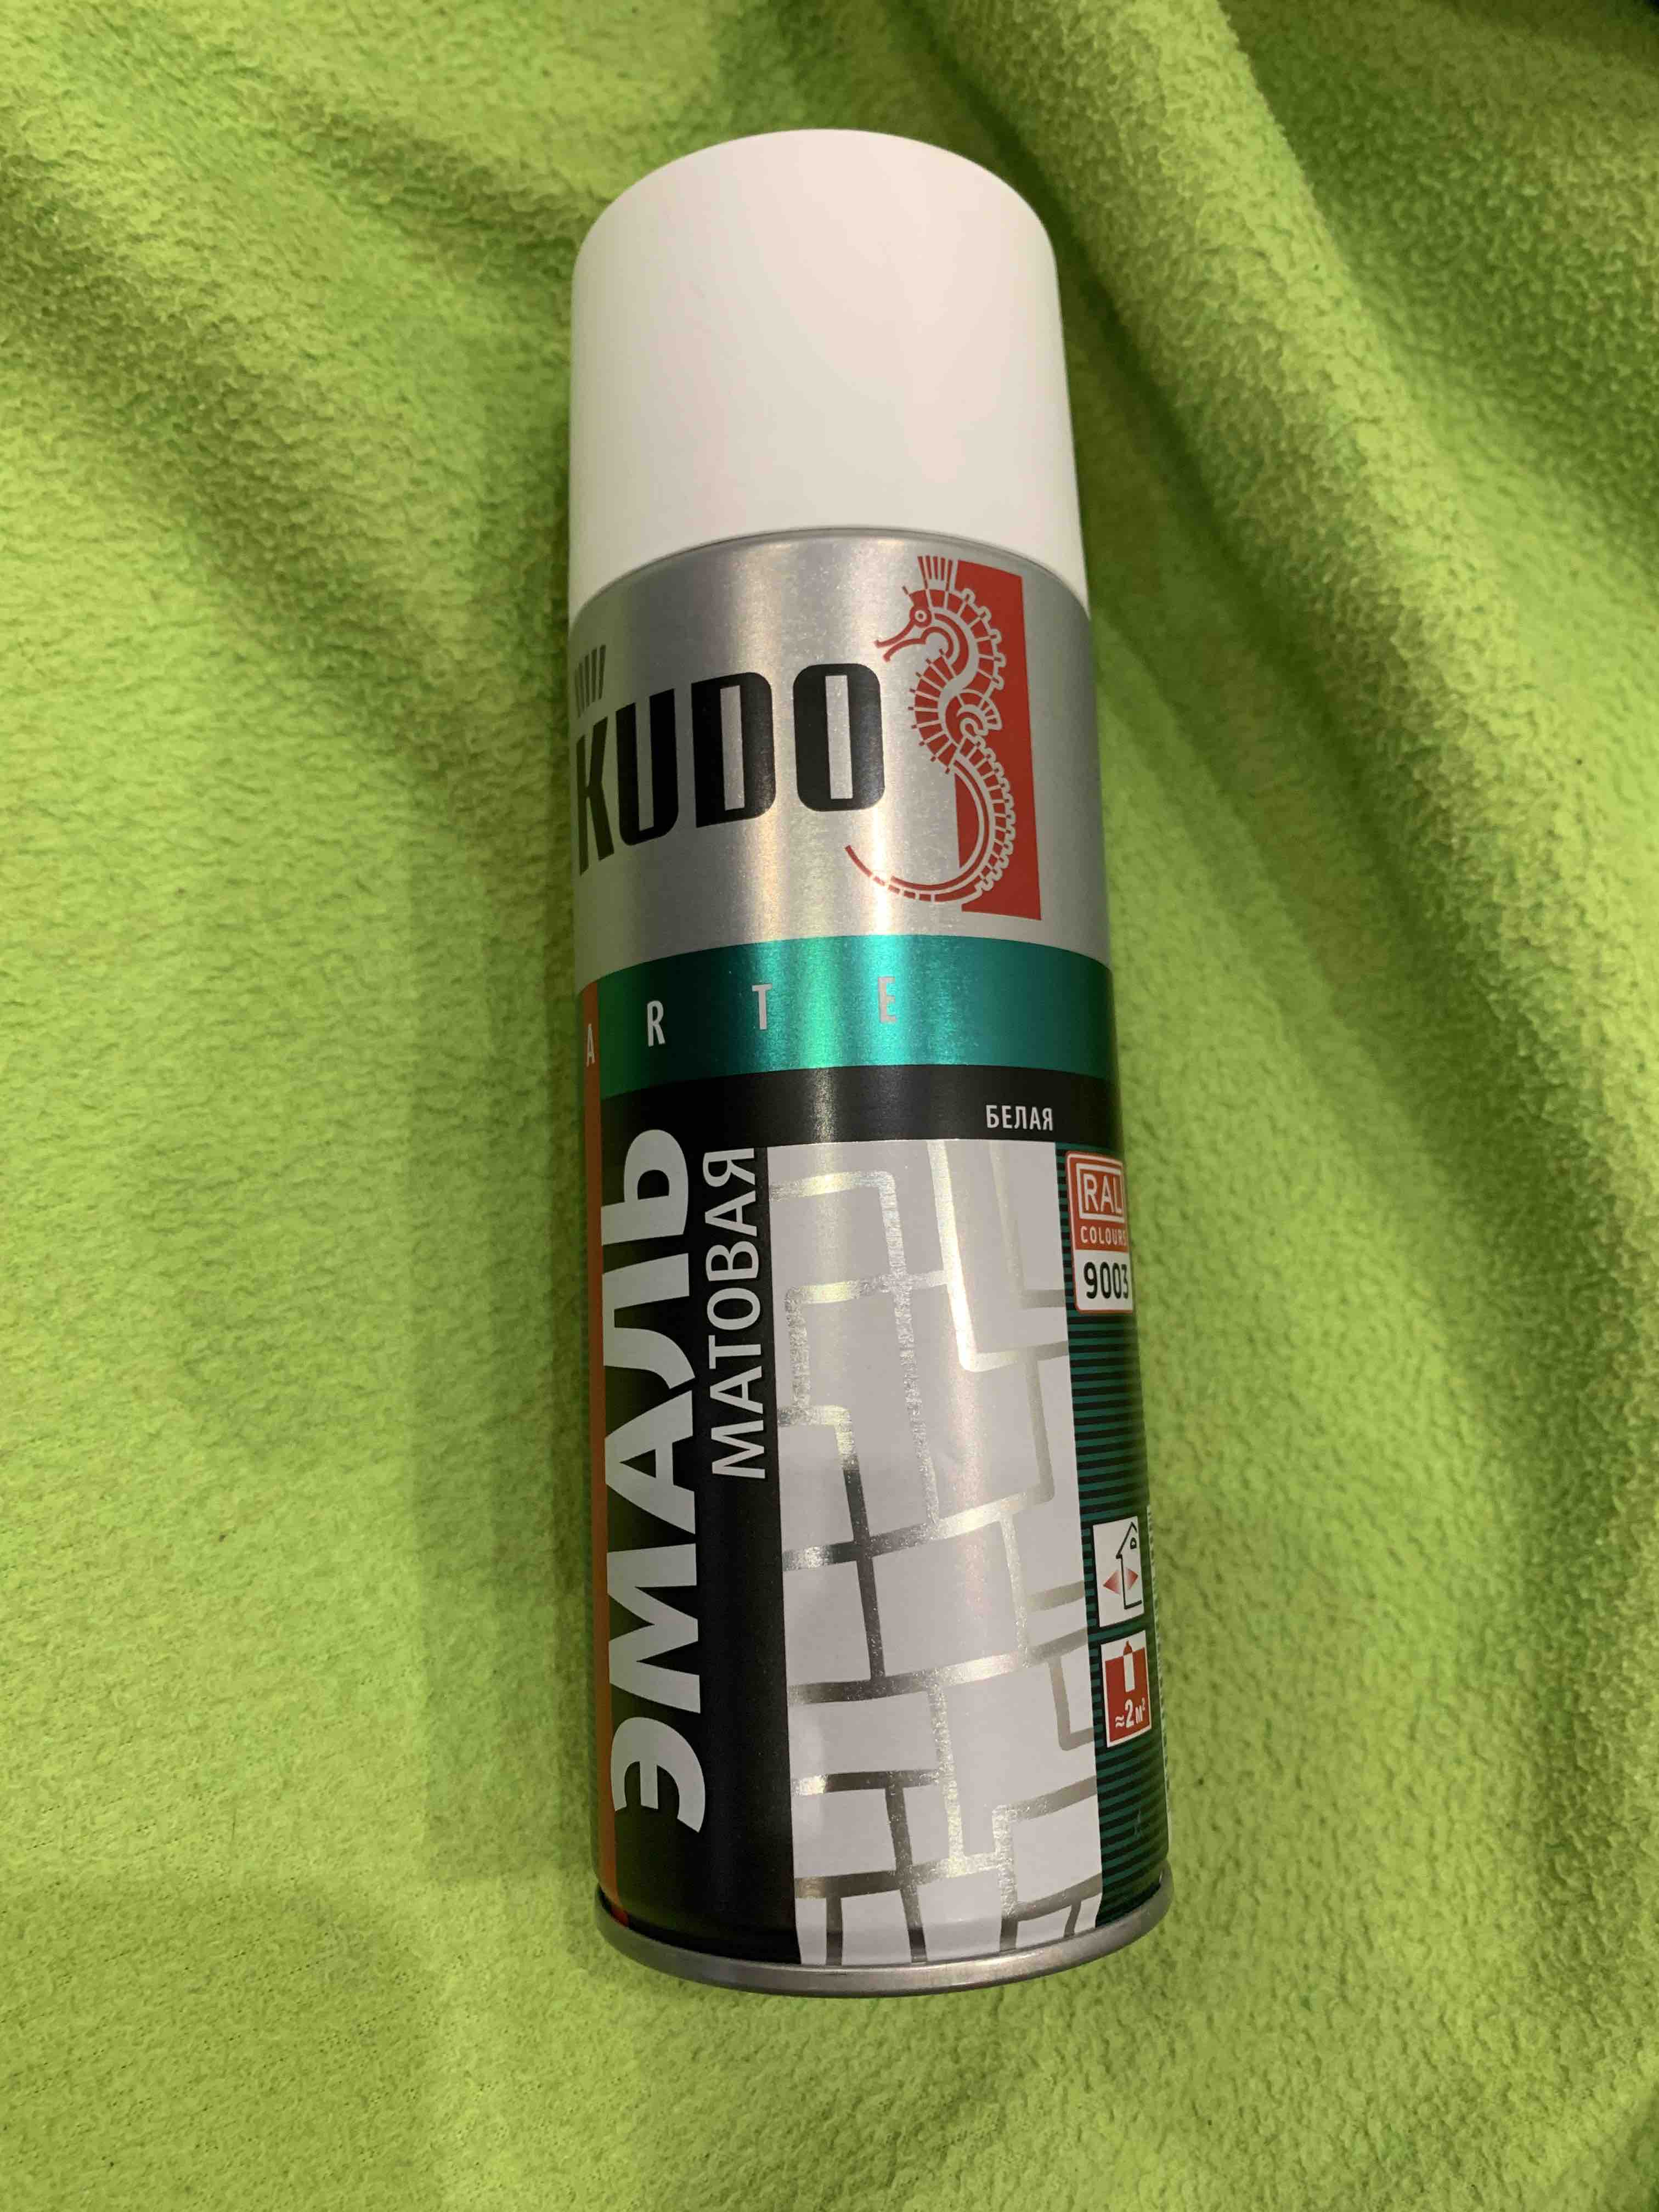 KUDO
ARTE
БЕЛАЯ
ЭМАЛЬ
МАТОВАЯ
RAL
COLOURS
9003
≈2м²